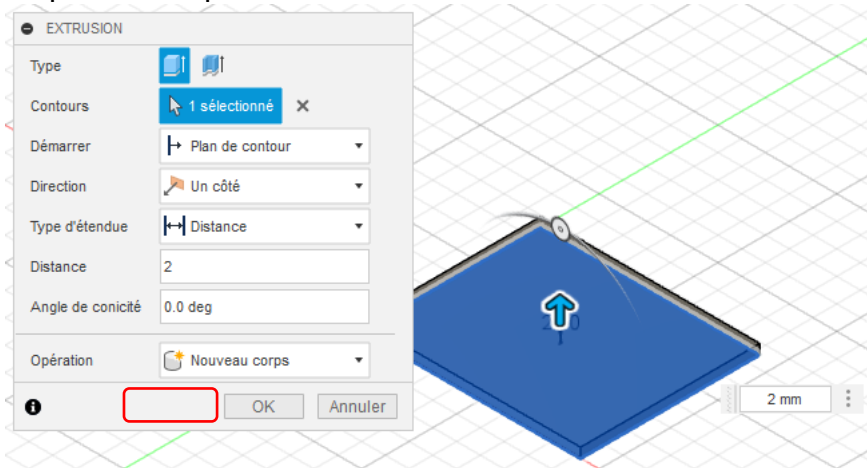 EXTRUSION
Type
Contours 1 sélectionné
Démarrer Plan de contour
Direction Un côté
Type d'étendue Distance
Distance 2
Angle de conicité 0.0 deg
Opération Nouveau corps
OK Annuler
2 mm